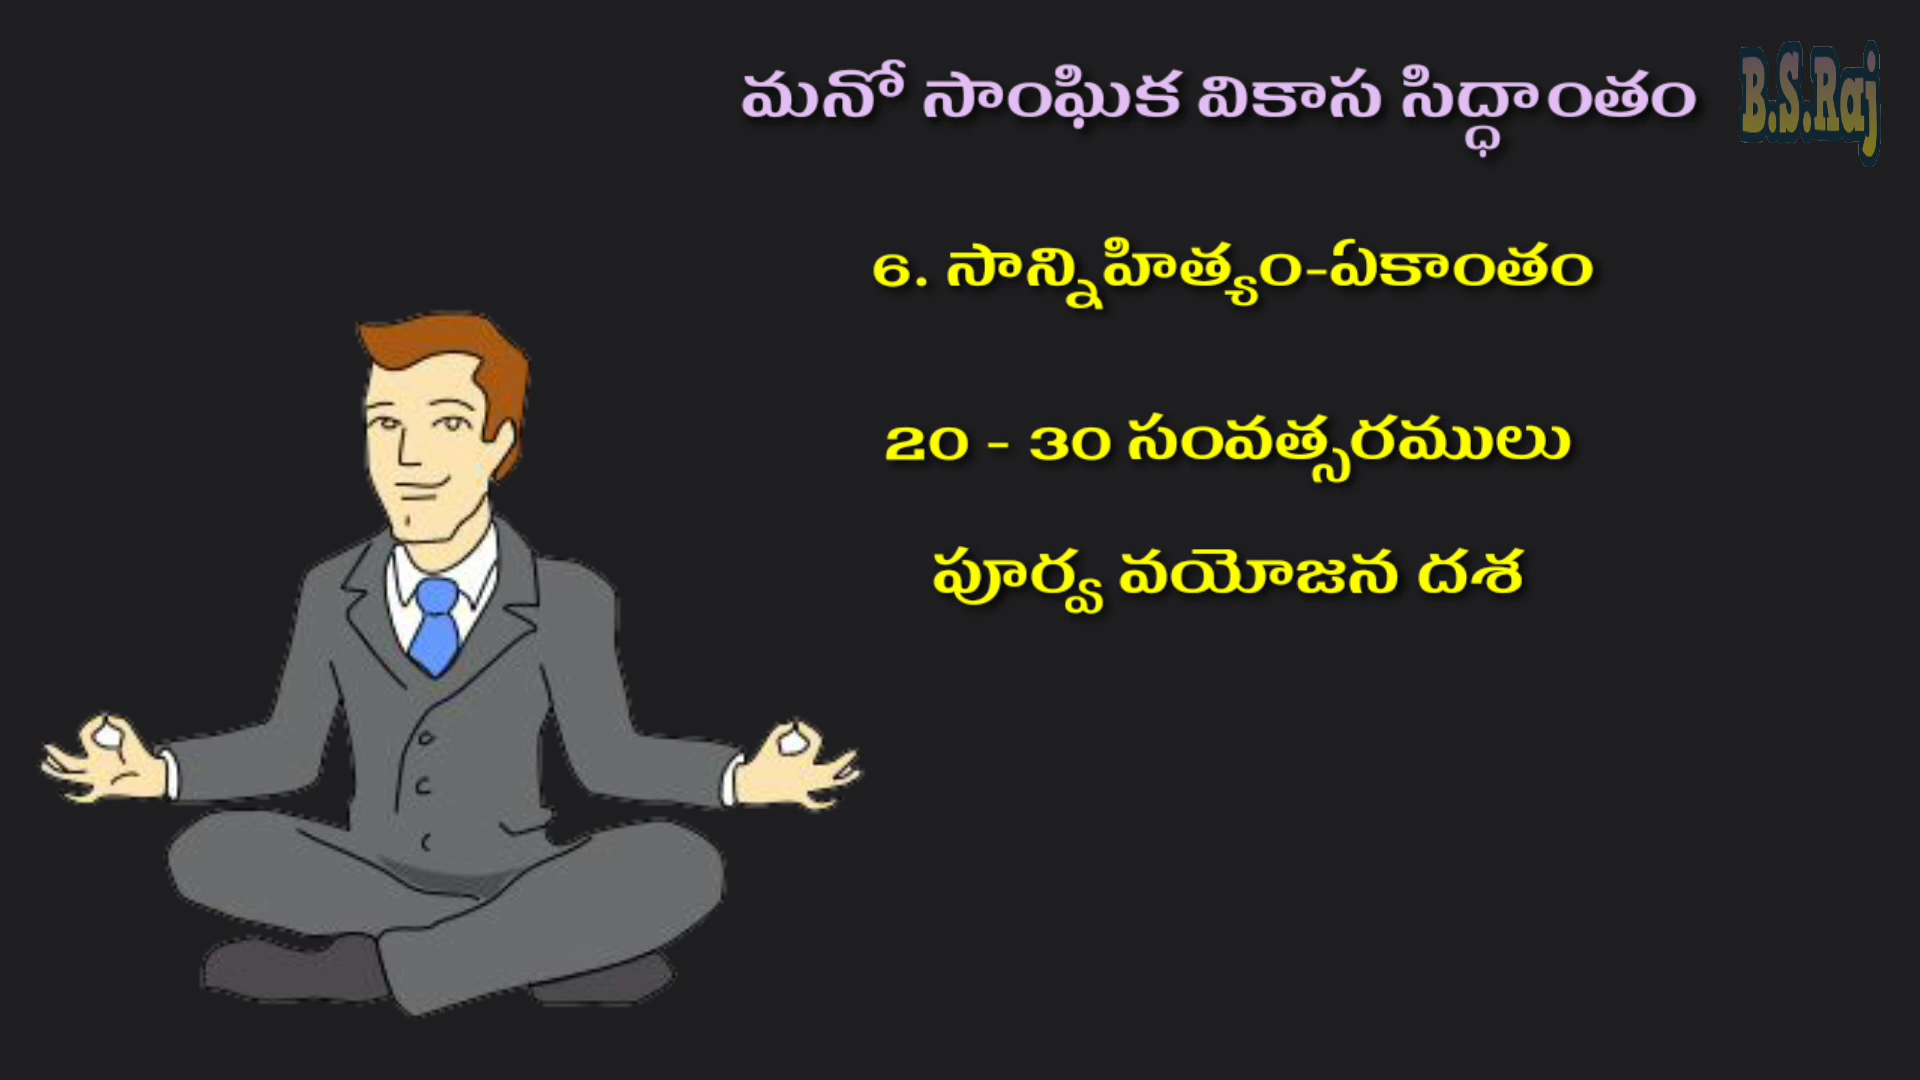 మనో సాంఘిక వికాస సిద్ధాంతం
B.S.Raj
6. సాన్నిహిత్యం-ఏకాంతం
20 - 30 సంవత్సరములు
పూర్వ వయోజన దశ